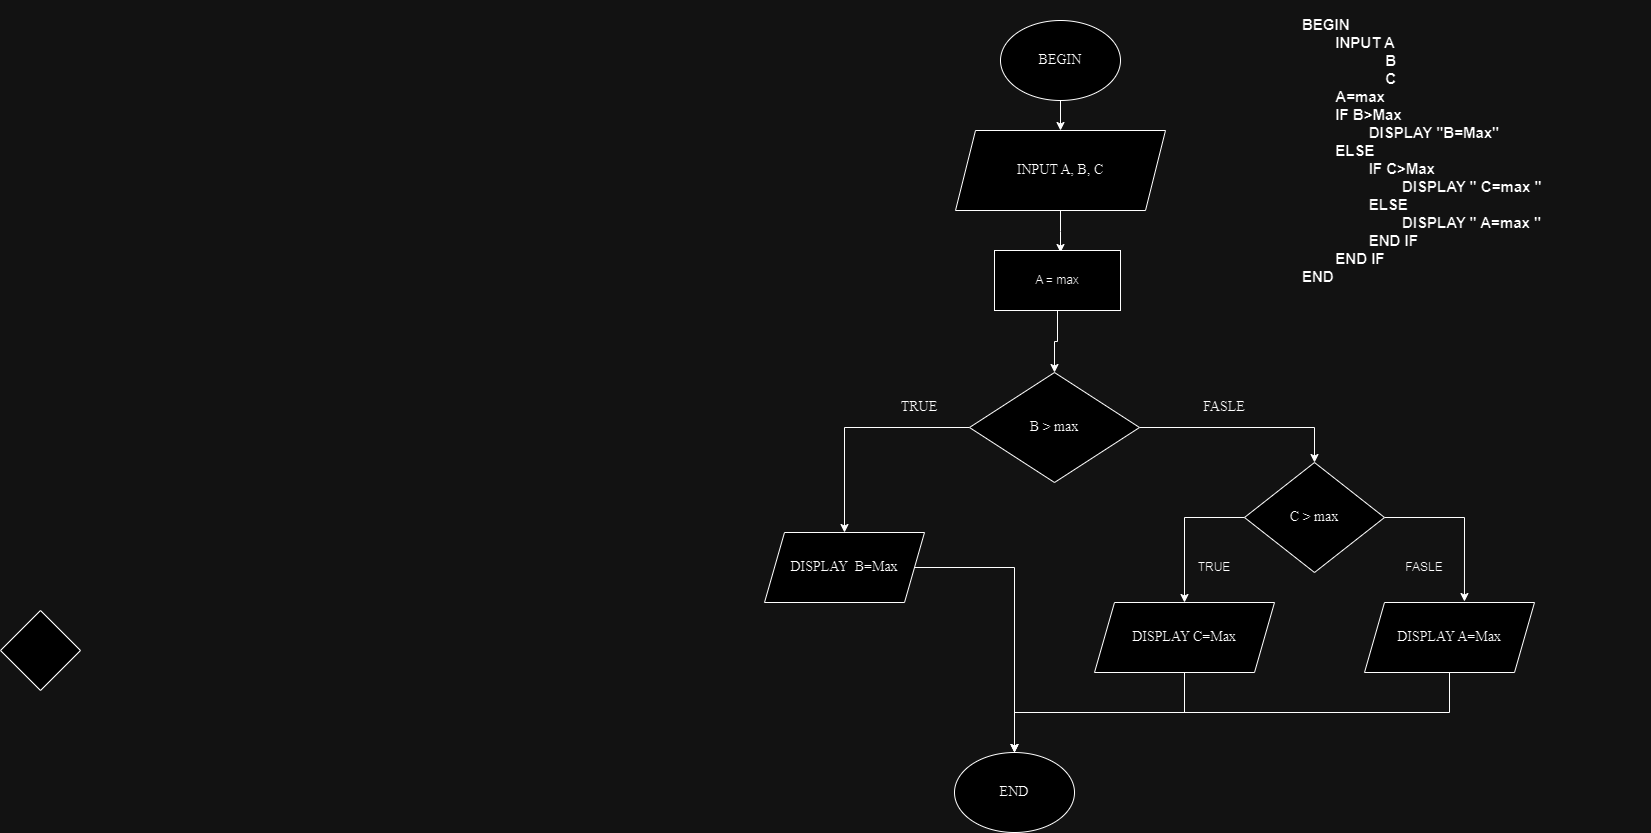 BEGIN
INPUT A, B, C
A = max
B > max
TRUE
FASLE
C > max
TRUE
FASLE
DISPLAY  B=Max
DISPLAY C=Max
DISPLAY A=Max
END
BEGIN
INPUT A
B
C
A=max
IF B>Max
DISPLAY "B=Max"
ELSE
IF C>Max
DISPLAY " C=max "
ELSE
DISPLAY " A=max "
END IF
END IF
END